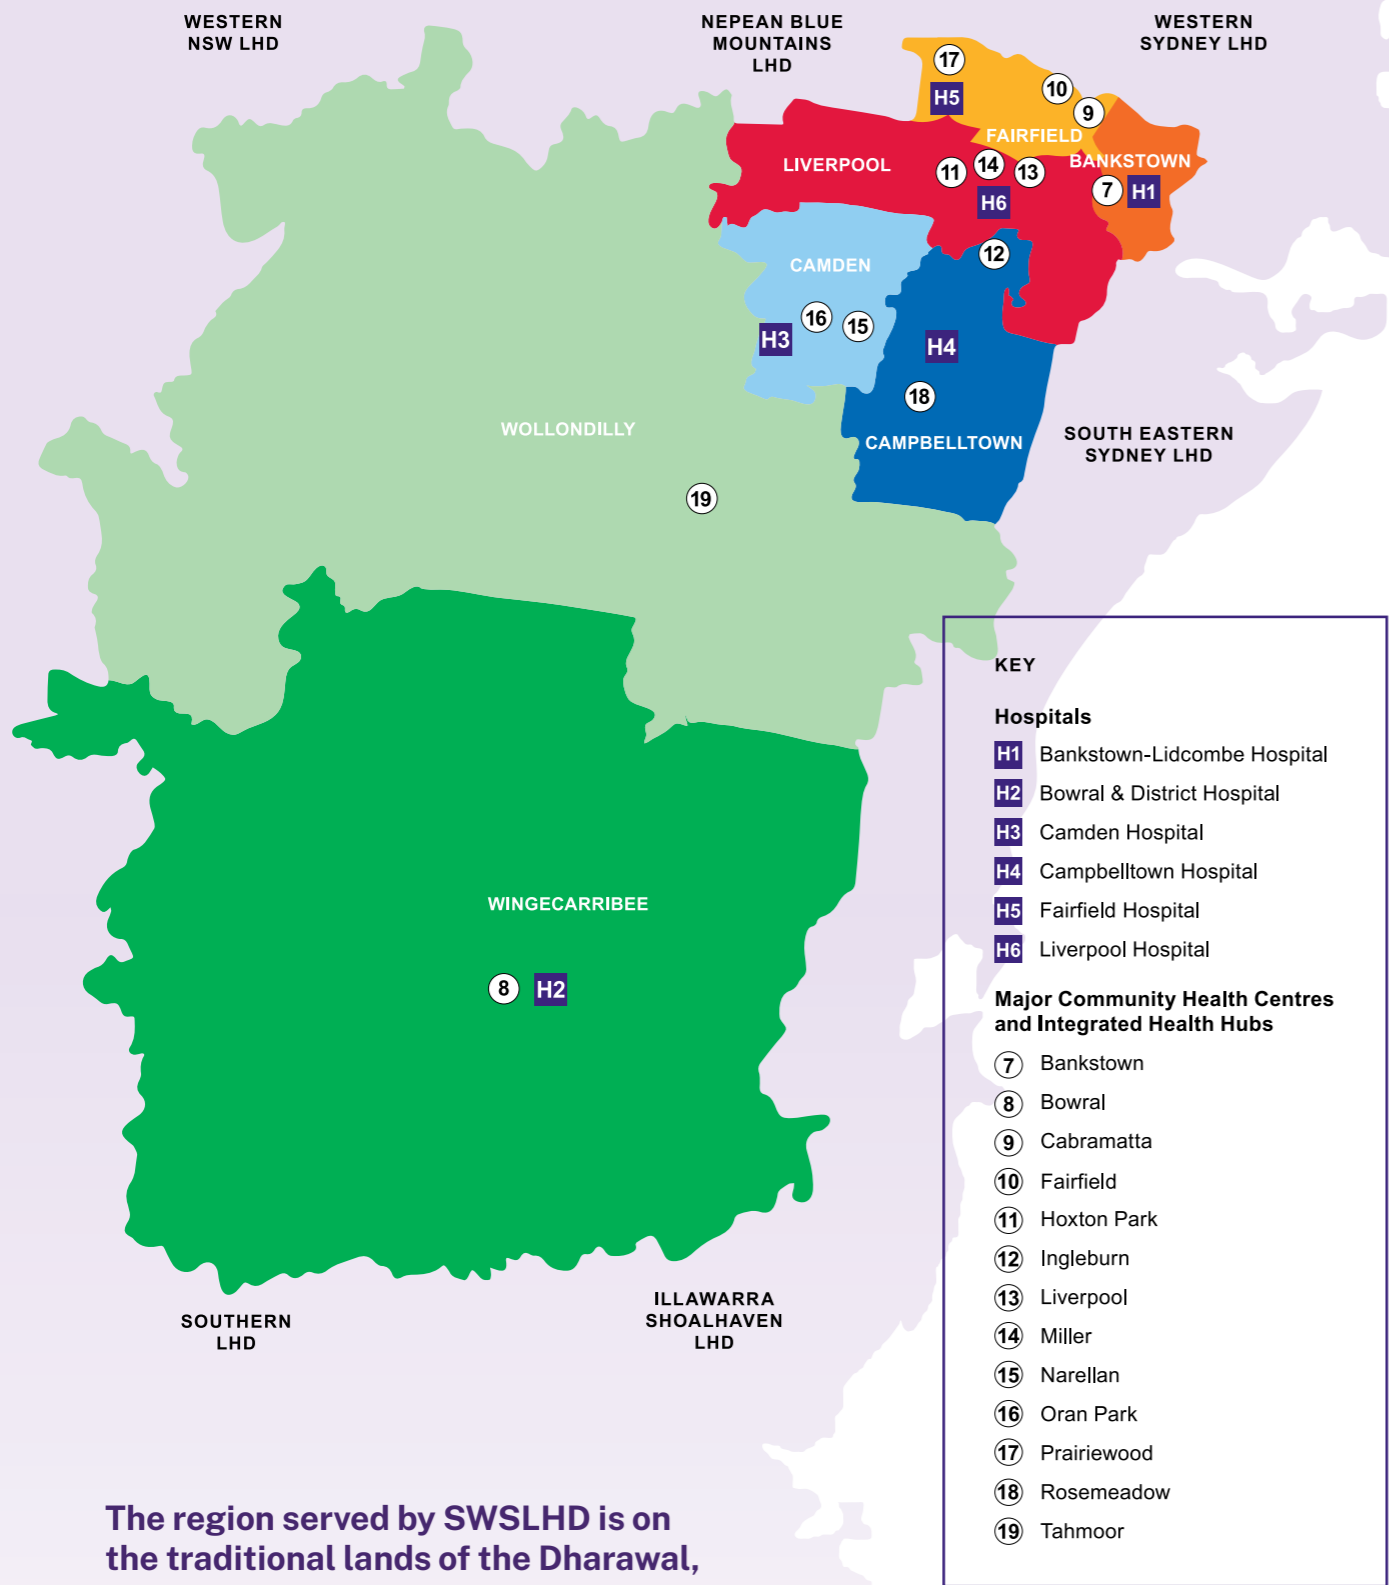 WESTERN
NSW LHD
NEPEAN BLUE
MOUNTAINS
LHD
WESTERN
SYDNEY LHD
17
H5
10
9
FAIRFIELD
LIVERPOOL
11
14
13
H6
BANKSTOWN
7
H1
12
CAMDEN
16
15
H3
H4
18
CAMPBELLTOWN
SOUTH EASTERN
SYDNEY LHD
WOLLONDILLY
19
WINGECARRIBEE
8
H2
SOUTHERN
LHD
ILLAWARRA
SHOALHAVEN
LHD
KEY
Hospitals
H1 Bankstown-Lidcombe Hospital
H2 Bowral & District Hospital
H3 Camden Hospital
H4 Campbelltown Hospital
H5 Fairfield Hospital
H6 Liverpool Hospital
Major Community Health Centres
and Integrated Health Hubs
7 Bankstown
8 Bowral
9 Cabramatta
10 Fairfield
11 Hoxton Park
12 Ingleburn
13 Liverpool
14 Miller
15 Narellan
16 Oran Park
17 Prairiewood
18 Rosemeadow
19 Tahmoor
The region served by SWSLHD is on
the traditional lands of the Dharawal,